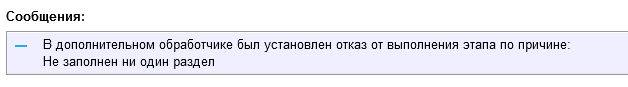 Сообщения:
В дополнительном обработчике был установлен отказ от выполнения этапа по причине:
Не заполнен ни один раздел